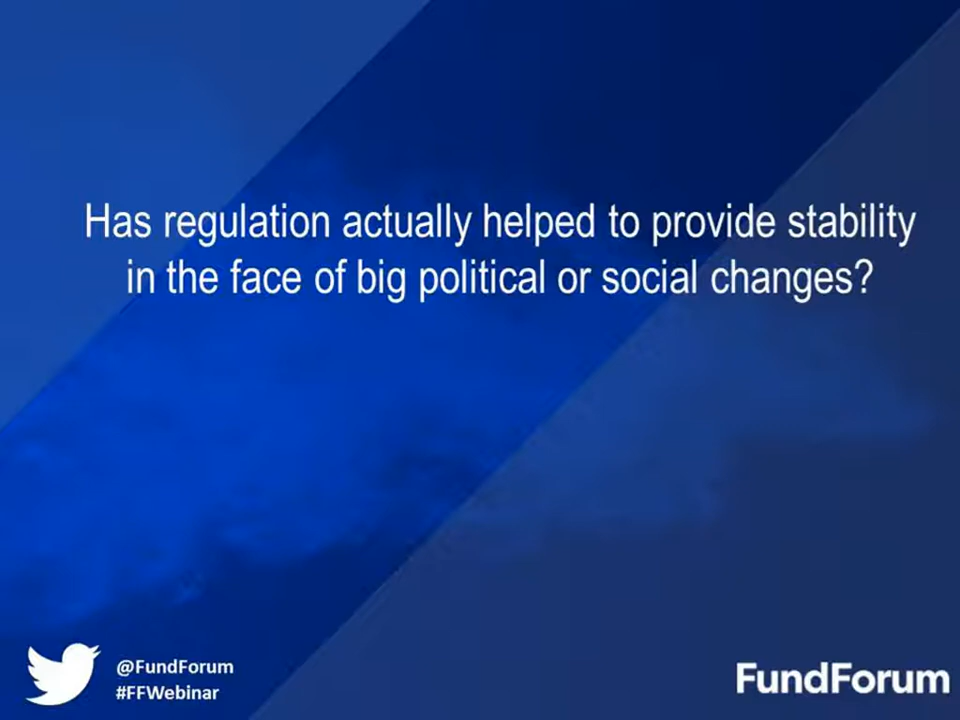 Has regulation actually helped to provide stability
in the face of big political or social changes?
@FundForum
#FFWebinar
FundForum